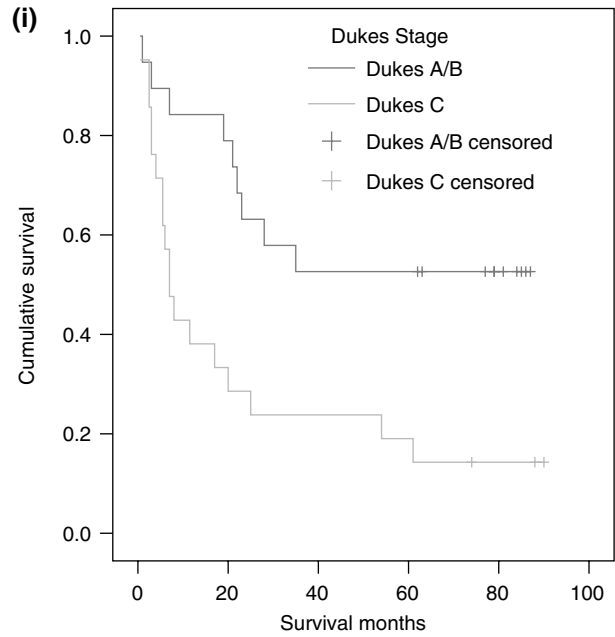 (i)
Dukes Stage
Dukes A/B
Dukes C
Dukes A/B censored
Dukes C censored
Cumulative survival
1.0
0.8
0.6
0.4
0.2
0.0
0 20 40 60 80 100
Survival months